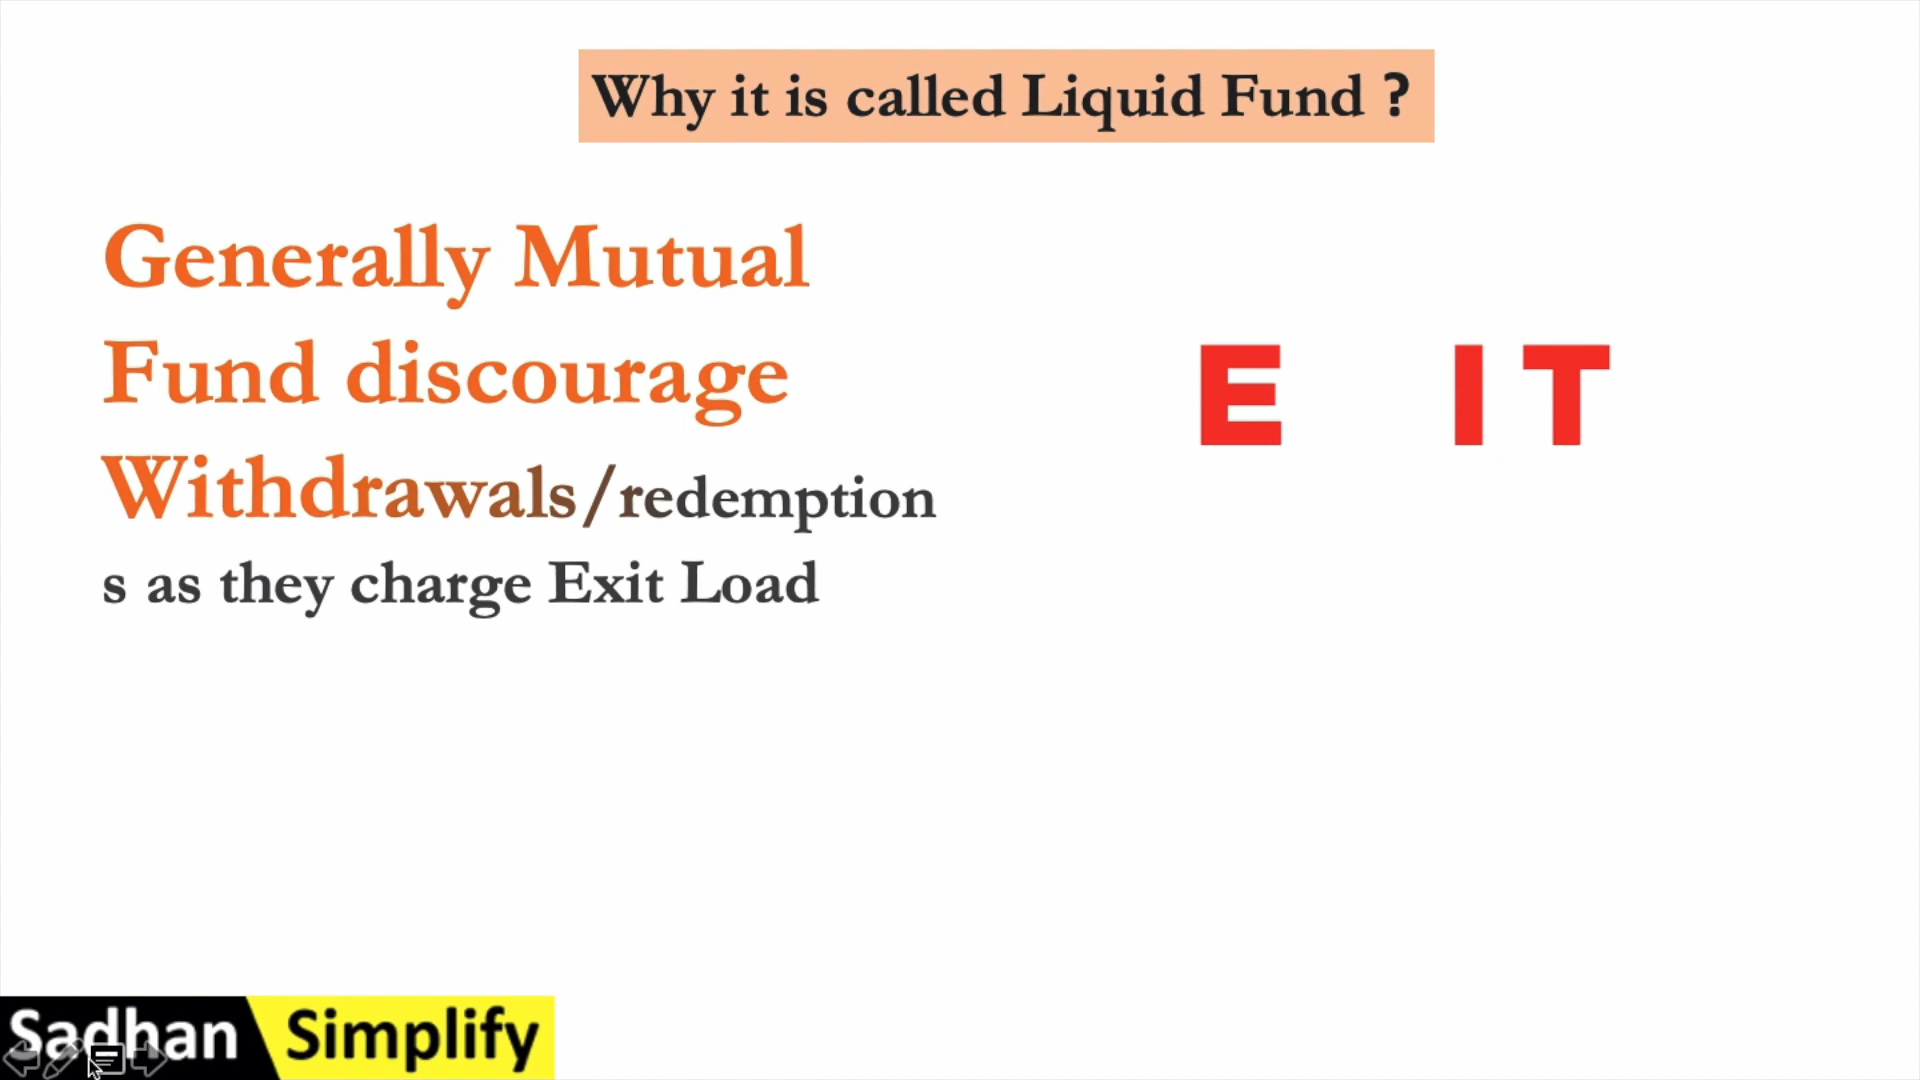 Why it is called Liquid Fund ?
Generally Mutual
Fund discourage
Withdrawals/redemption
s as they charge Exit Load
E IT
Sadhan Simplify